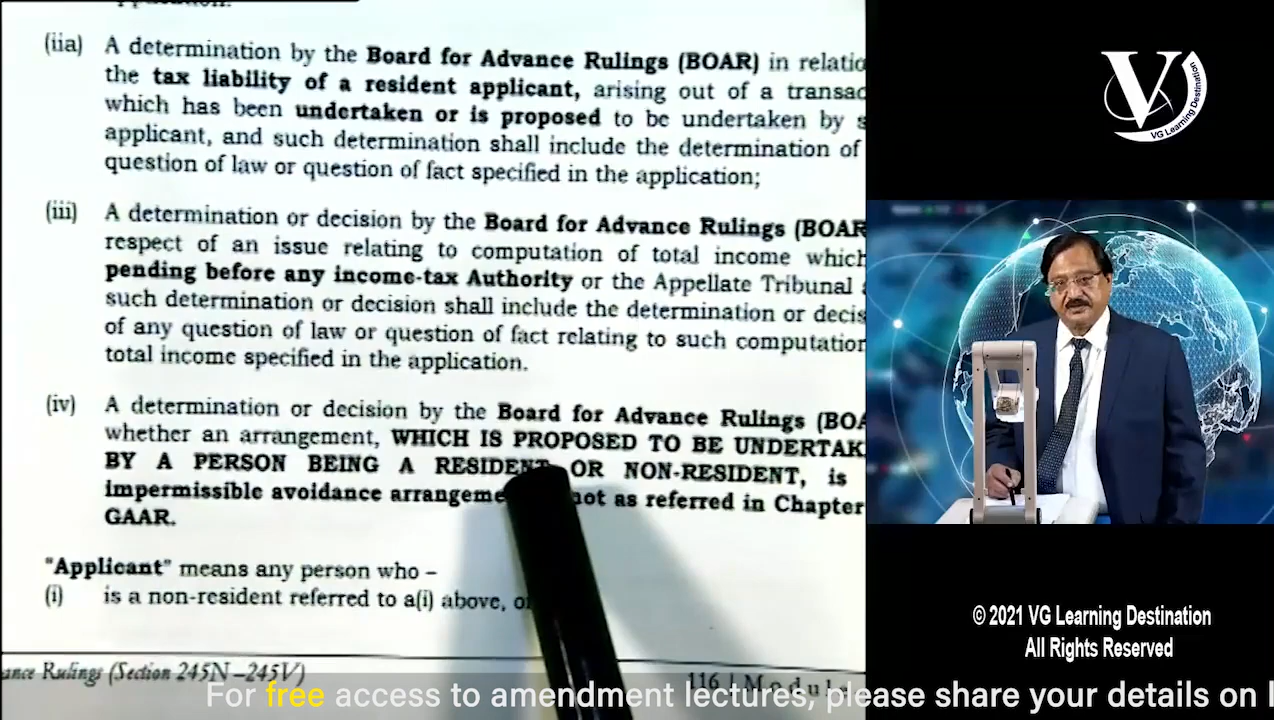 (iia) A determination by the Board for Advance Rulings (BOAR) in relatio
the tax liability of a resident applicant, arising out of a transac
which has been undertaken or is proposed to be undertaken by s
applicant, and such determination shall include the determination of
question of law or question of fact specified in the application;
(iii) A determination or decision by the Board for Advance Rulings (BOAR
respect of an issue relating to computation of total income which
pending before any income-tax Authority or the Appellate Tribunal
such determination or decision shall include the determination or decis
of any question of law or question of fact relating to such computation
total income specified in the application.
(iv) A determination or decision by the Board for Advance Rulings (BOA
whether an arrangement, WHICH IS PROPOSED TO BE UNDERTAK
BY A PERSON BEING A RESIDENT OR NON-RESIDENT, is
impermissible avoidance arrangeme not as referred in Chapter
GAAR.
"Applicant" means any person who –
(i) is a non-resident referred to a(i) above, o
ance Rulings (Section 245N –245V)
116 | Modul
For free access to amendment lectures, please share your details on
V
VG Learning Destination
© 2021 VG Learning Destination
All Rights Reserved